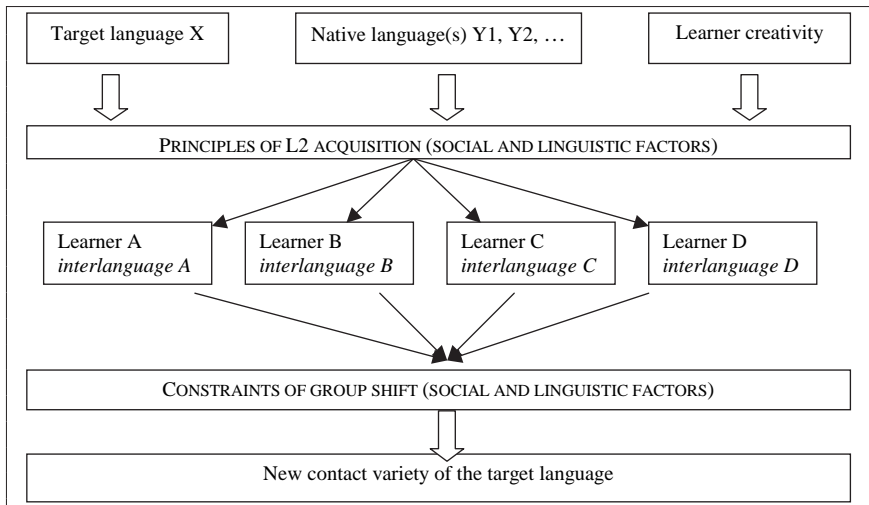 Target language X
Native language(s) Y1, Y2, …
Learner creativity
PRINCIPLES OF L2 ACQUISITION (SOCIAL AND LINGUISTIC FACTORS)
Learner A
interlanguage A
Learner B
interlanguage B
Learner C
interlanguage C
Learner D
interlanguage D
CONSTRAINTS OF GROUP SHIFT (SOCIAL AND LINGUISTIC FACTORS)
New contact variety of the target language